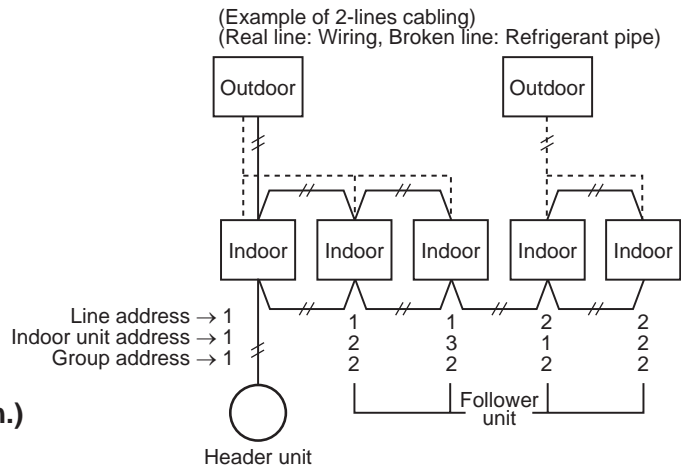 (Example of 2-lines cabling)
(Real line: Wiring, Broken line: Refrigerant pipe)
Outdoor Outdoor
Indoor Indoor Indoor Indoor Indoor
Line address → 1 1 1 2 2
Indoor unit address → 1 2 3 1 2
Group address → 1 2 2 2 2
n.)
Follower
unit
Header unit